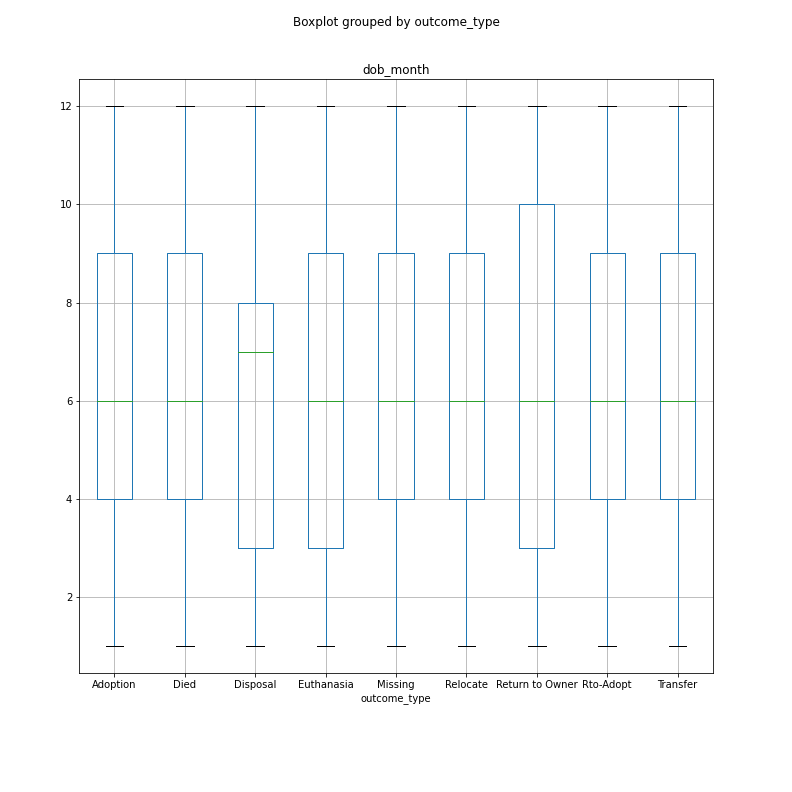 Boxplot grouped by outcome_type
dob_month
12
10
8
6
4
2
Adoption Died Disposal Euthanasia Missing Relocate Return to Owner Rto-Adopt Transfer
outcome_type